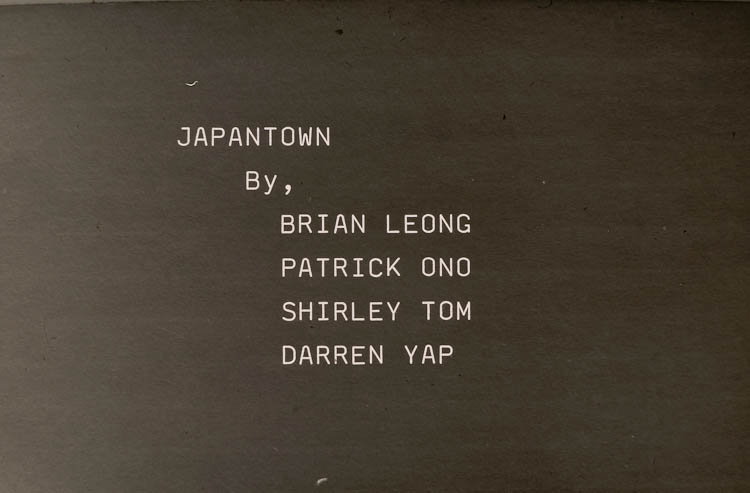 JAPANTOWN
By,
BRIAN LEONG
PATRICK ONO
SHIRLEY TOM
DARREN YAP